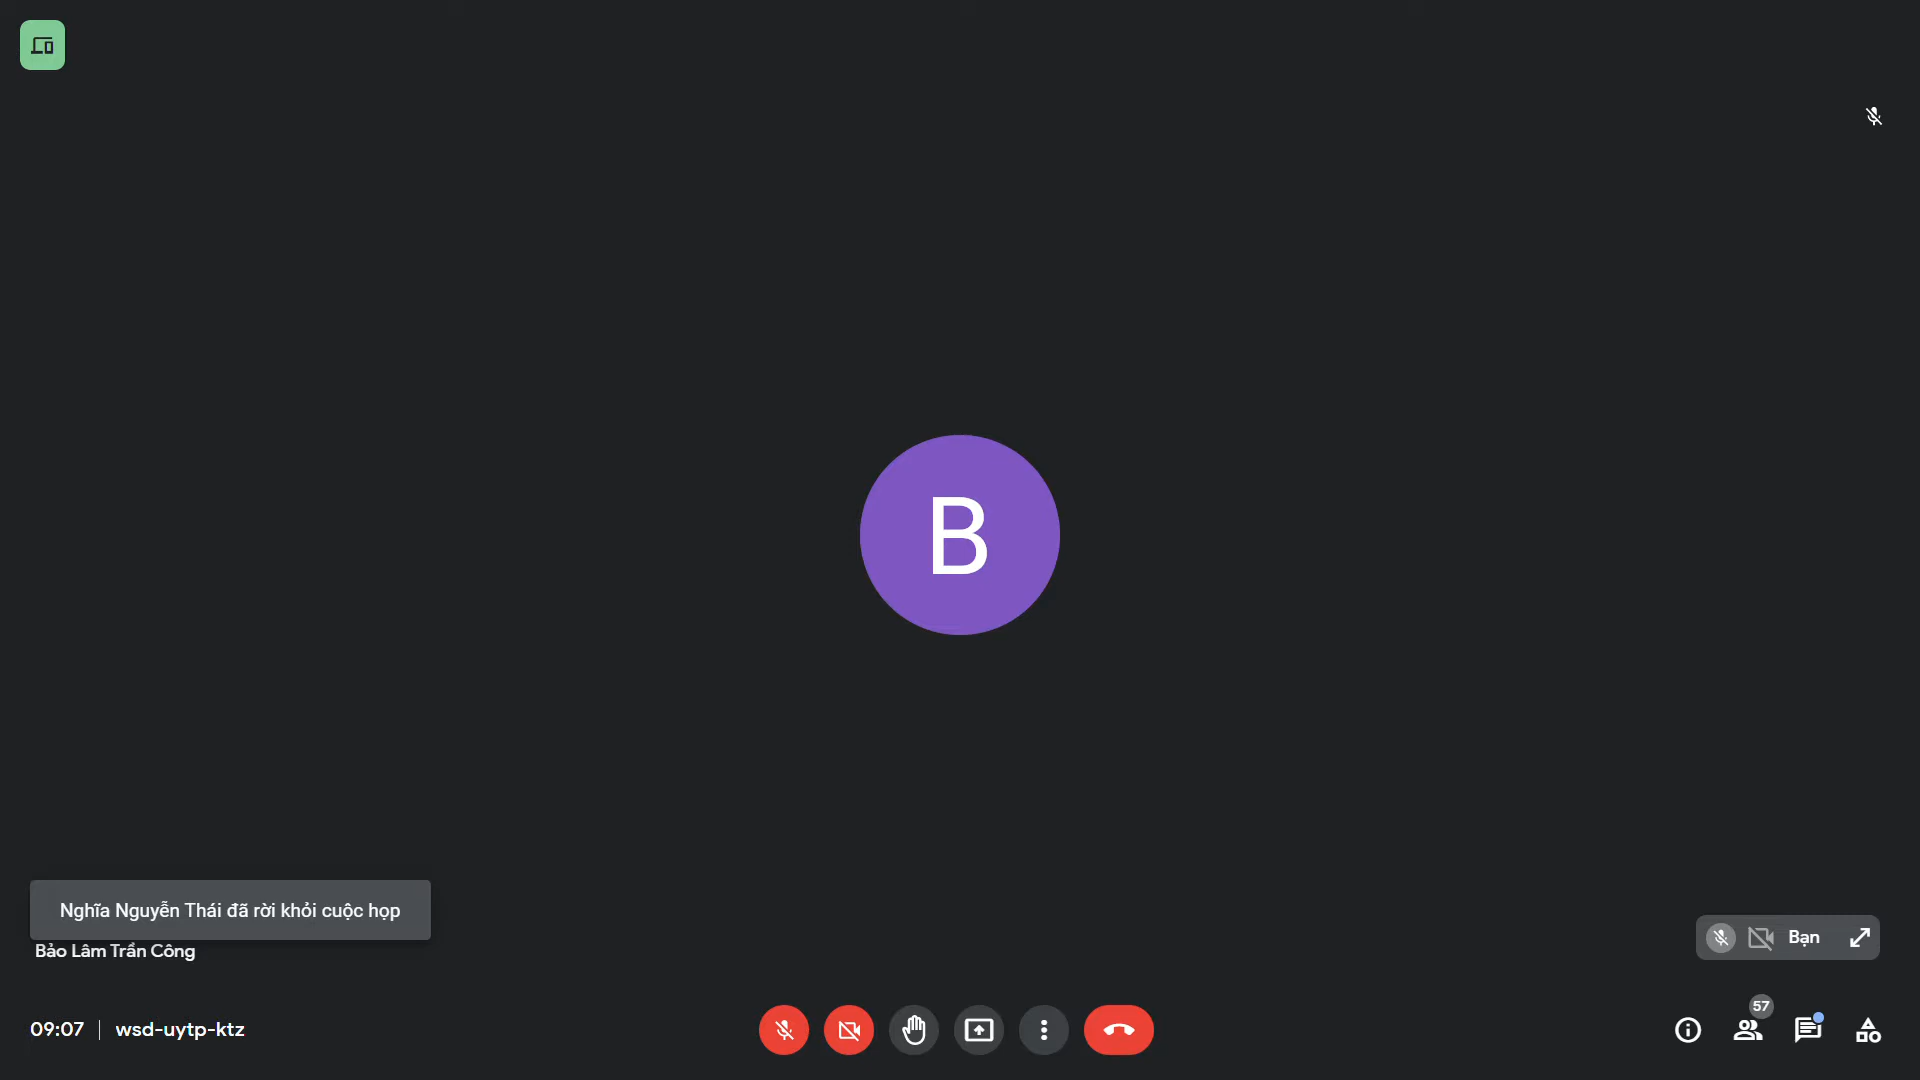 B
Nghĩa Nguyễn Thái đã rời khỏi cuộc họp
Bảo Lâm Trần Công
Bạn
09:07 | wsd-uytp-ktz
57